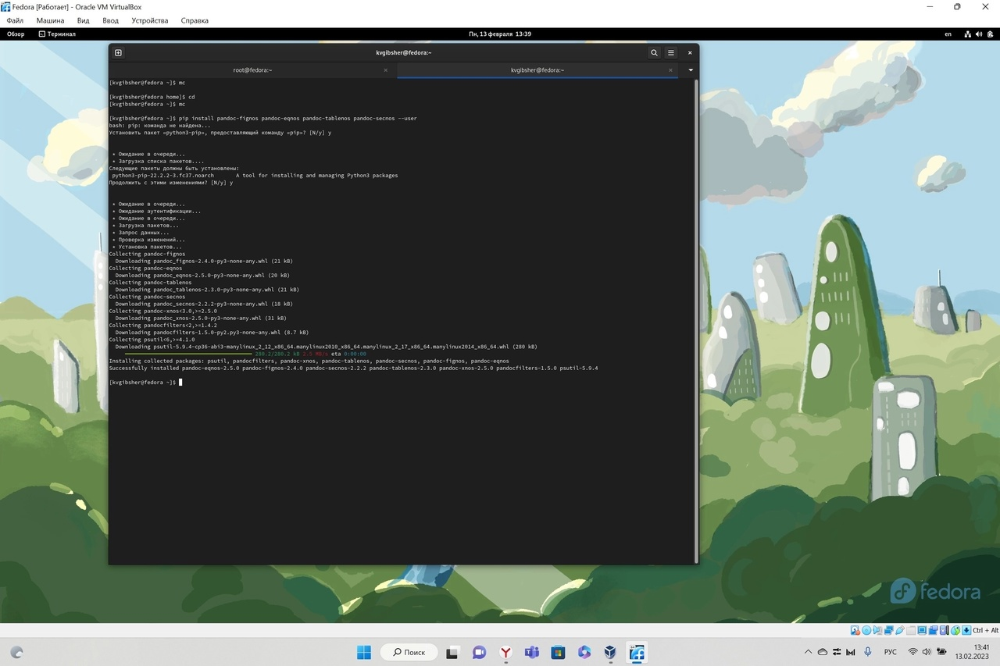 Fedora [Работает] - Oracle VM VirtualBox
Файл Машина Вид Ввод Устройства Справка
Обзор Терминал Пн, 13 февраля 13:39 en
kvgibsher@fedora:~
root@fedora:~ kvgibsher@fedora:~
[kvgibsher@fedora ~]$ mc
[kvgibsher@fedora home]$ cd
[kvgibsher@fedora ~]$ mc
[kvgibsher@fedora ~]$ pip install pandoc-fignos pandoc-eqnos pandoc-tablenos pandoc-secnos --user
bash: pip: команда не найдена...
Установить пакет «python3-pip», предоставляющий команду «pip»? [N/y] y
* Ожидание в очереди...
* Загрузка списка пакетов....
Следующие пакеты должны быть установлены:
python3-pip-22.2.2-3.fc37.noarch A tool for installing and managing Python3 packages
Продолжить с этими изменениями? [N/y] y
* Ожидание в очереди...
* Ожидание аутентификации...
* Ожидание в очереди...
* Загрузка пакетов...
* Запрос данных...
* Проверка изменений...
* Установка пакетов...
Collecting pandoc-fignos
Downloading pandoc_fignos-2.4.0-py3-none-any.whl (21 kB)
Collecting pandoc-eqnos
Downloading pandoc_eqnos-2.5.0-py3-none-any.whl (20 kB)
Collecting pandoc-tablenos
Downloading pandoc_tablenos-2.3.0-py3-none-any.whl (21 kB)
Collecting pandoc-secnos
Downloading pandoc_secnos-2.2.2-py3-none-any.whl (18 kB)
Collecting pandoc-xnos<3.0,>=2.5.0
Downloading pandoc_xnos-2.5.0-py3-none-any.whl (31 kB)
Collecting pandocfilters<2,>=1.4.2
Downloading pandocfilters-1.5.0-py2.py3-none-any.whl (8.7 kB)
Collecting psutil<6,>=4.1.0
Downloading psutil-5.9.4-cp36-abi3-manylinux_2_12_x86_64.manylinux2010_x86_64.manylinux_2_17_x86_64.manylinux2014_x86_64.whl (280 kB)
280.2/280.2 kB 2.5 MB/s eta 0:00:00
Installing collected packages: psutil, pandocfilters, pandoc-xnos, pandoc-tablenos, pandoc-secnos, pandoc-fignos, pandoc-eqnos
Successfully installed pandoc-eqnos-2.5.0 pandoc-fignos-2.4.0 pandoc-secnos-2.2.2 pandoc-tablenos-2.3.0 pandoc-xnos-2.5.0 pandocfilters-1.5.0 psutil-5.9.4
[kvgibsher@fedora ~]$
fedora
Ctrl + Alt
Поиск
РУС
13:41
13.02.2023